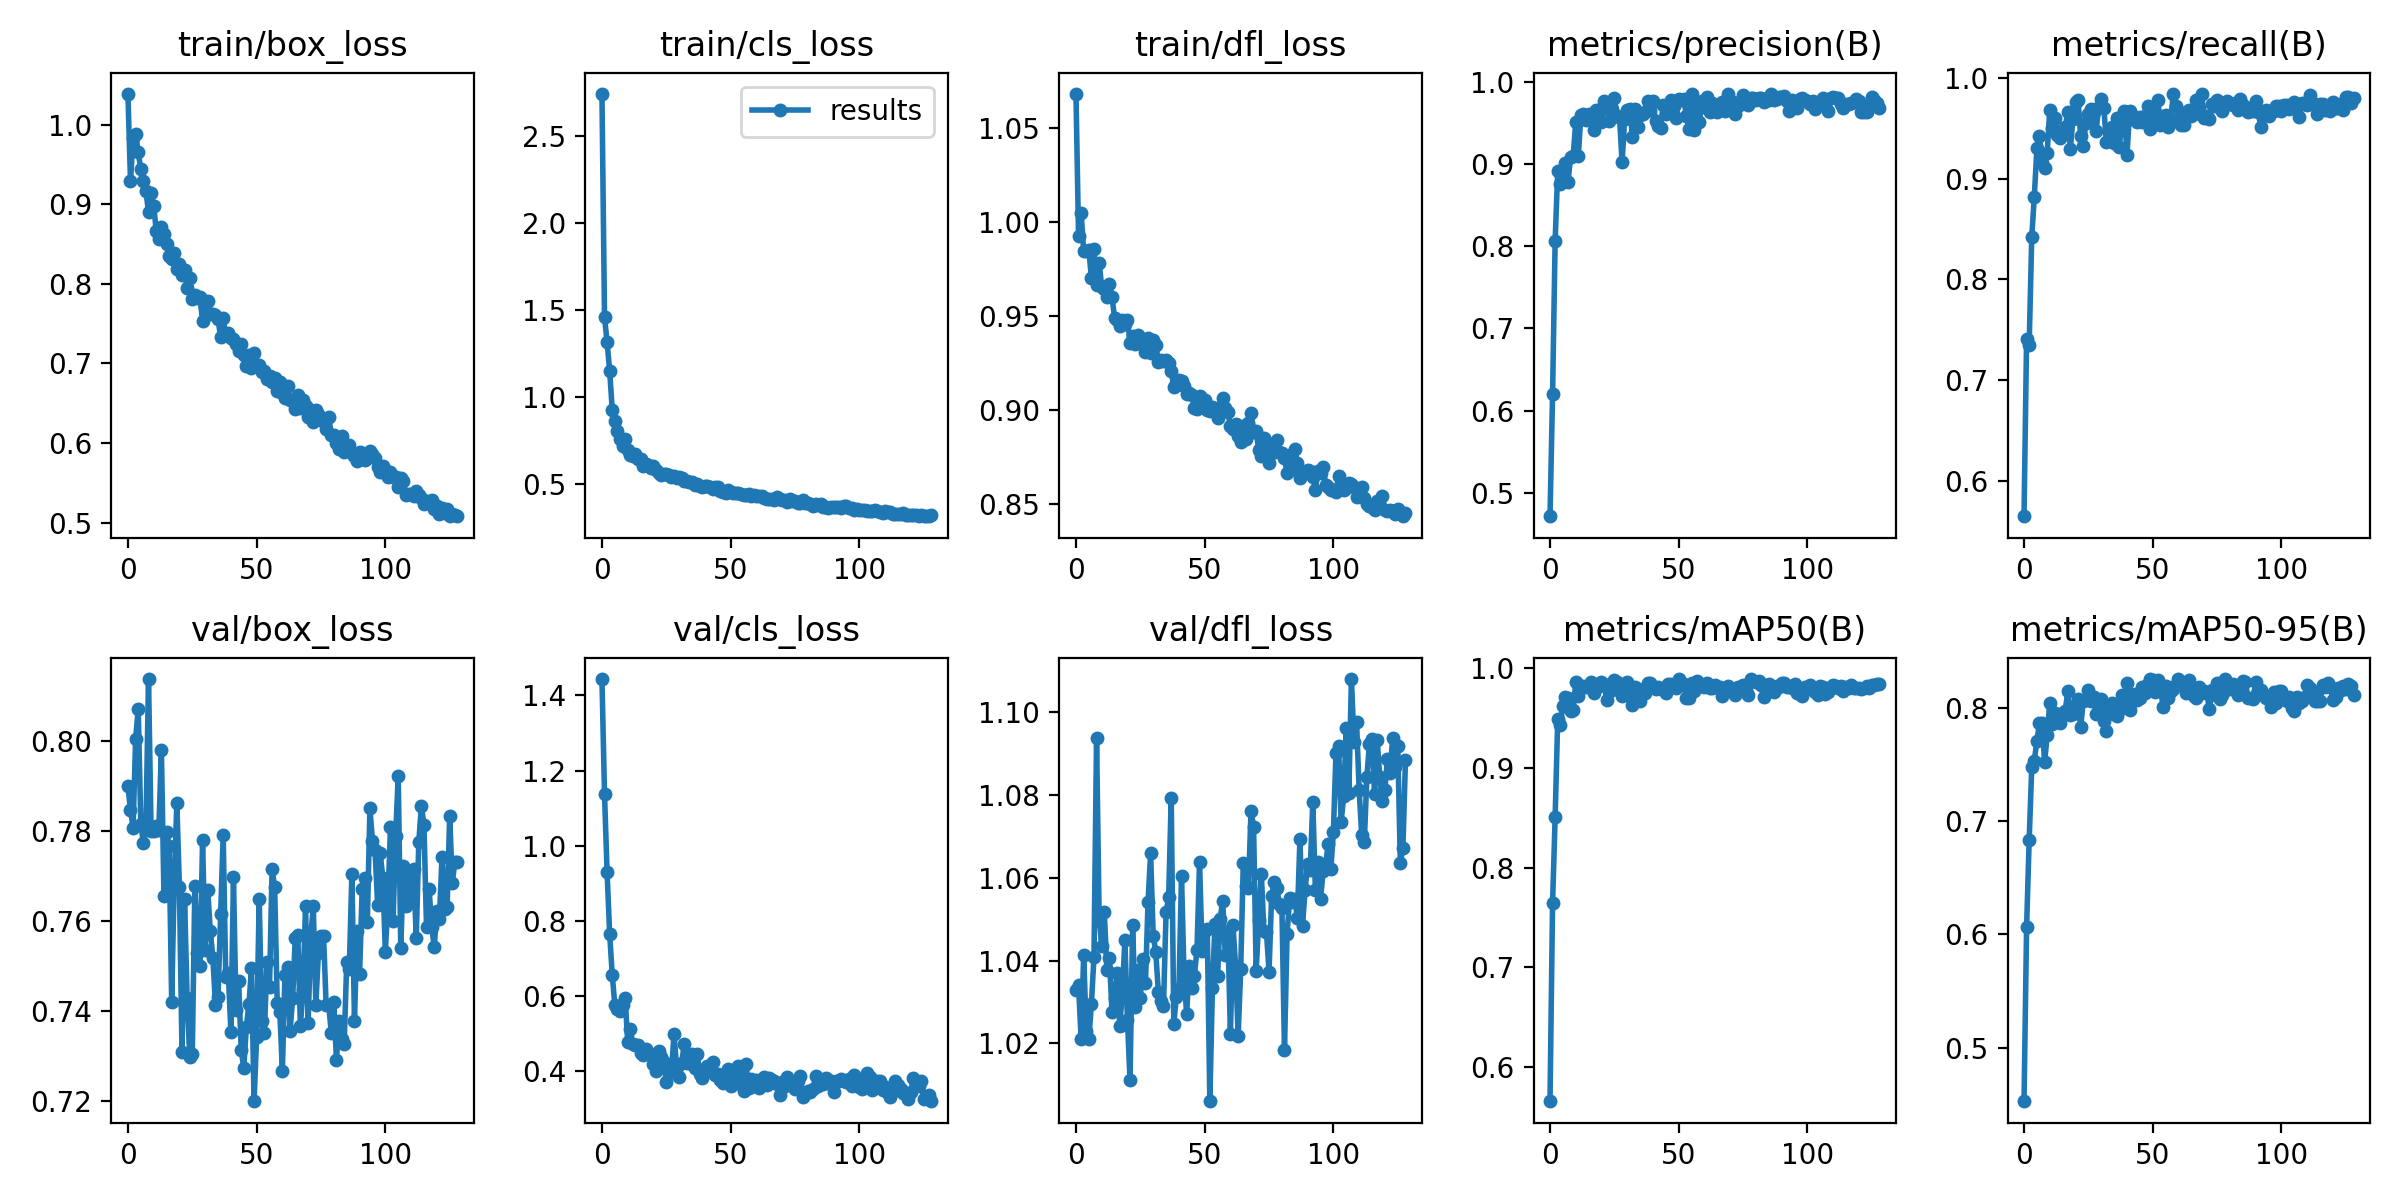 train/box_loss
1.0
0.9
0.8
0.7
0.6
0.5
0 50 100
train/cls_loss
results
2.5
2.0
1.5
1.0
0.5
0 50 100
train/dfl_loss
1.05
1.00
0.95
0.90
0.85
0 50 100
metrics/precision(B)
1.0
0.9
0.8
0.7
0.6
0.5
0 50 100
metrics/recall(B)
1.0
0.9
0.8
0.7
0.6
0 50 100
val/box_loss
0.80
0.78
0.76
0.74
0.72
0 50 100
val/cls_loss
1.4
1.2
1.0
0.8
0.6
0.4
0 50 100
val/dfl_loss
1.10
1.08
1.06
1.04
1.02
0 50 100
metrics/mAP50(B)
1.0
0.9
0.8
0.7
0.6
0 50 100
metrics/mAP50-95(B)
0.8
0.7
0.6
0.5
0 50 100